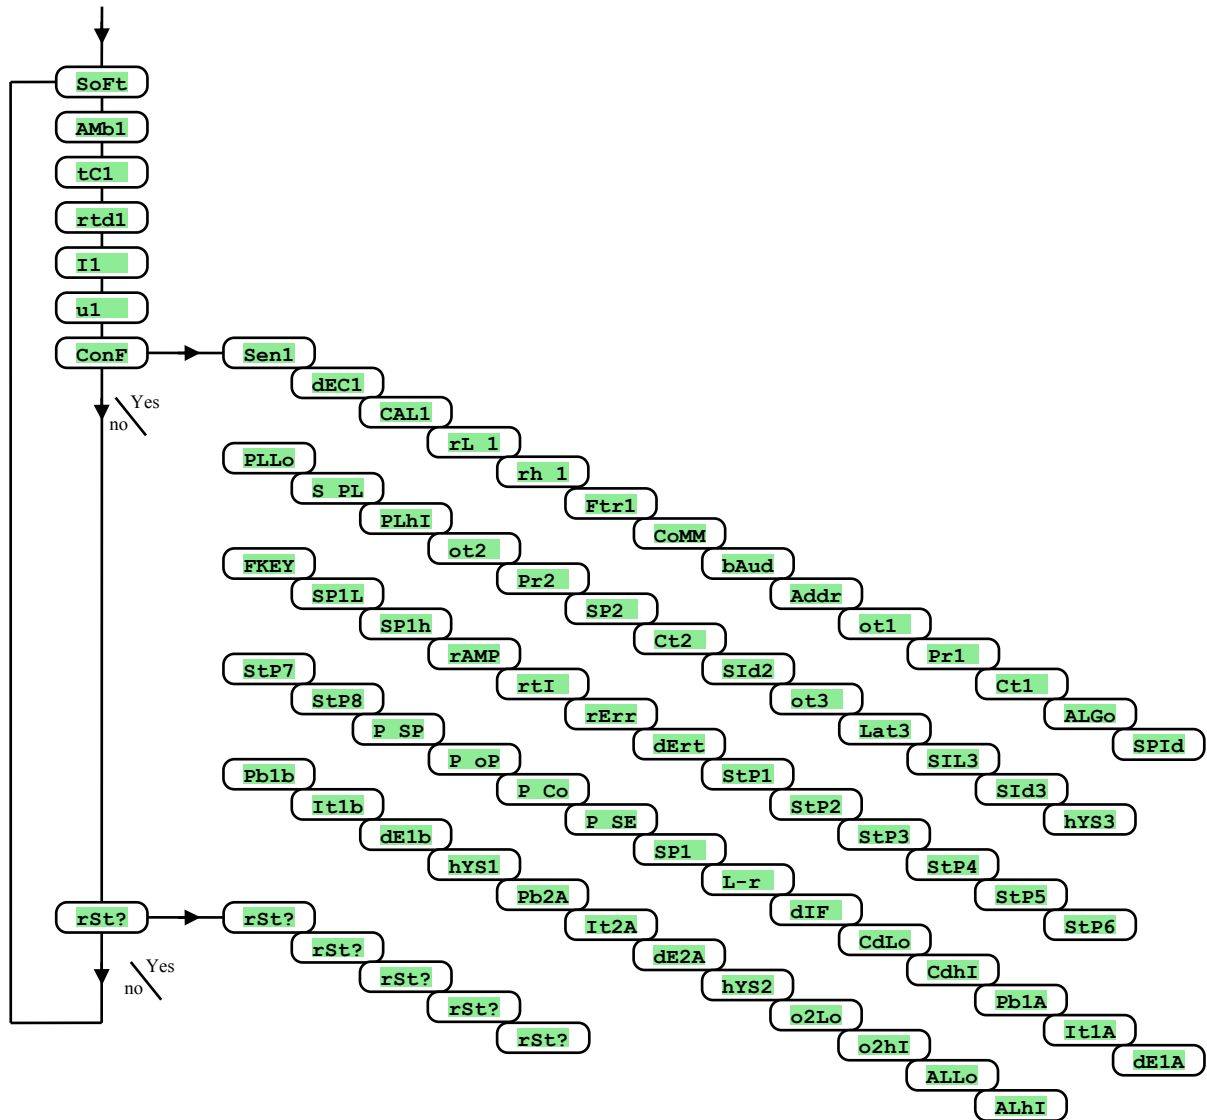 SoFt
AMb1
tC1
rtd1
I1
u1
ConF
Yes
no
Sen1
dEC1
CAL1
rL 1
rh 1
Ftr1
CoMM
bAud
Addr
ot1
Pr1
Ct1
ALGo
SPId
PLLo
S PL
PLhI
ot2
Pr2
SP2
Ct2
SId2
ot3
Lat3
SIL3
SId3
hYS3
FKEY
SP1L
SP1h
rAMP
rtI
rErr
dErt
StP1
StP2
StP3
StP4
StP5
StP6
StP7
StP8
P SP
P oP
P Co
P SE
SP1
L-r
dIF
CdLo
CdhI
Pb1A
It1A
dE1A
Pb1b
It1b
dE1b
hYS1
Pb2A
It2A
dE2A
hYS2
o2Lo
o2hI
ALLo
ALhI
rSt?
Yes
no
rSt?
rSt?
rSt?
rSt?
rSt?